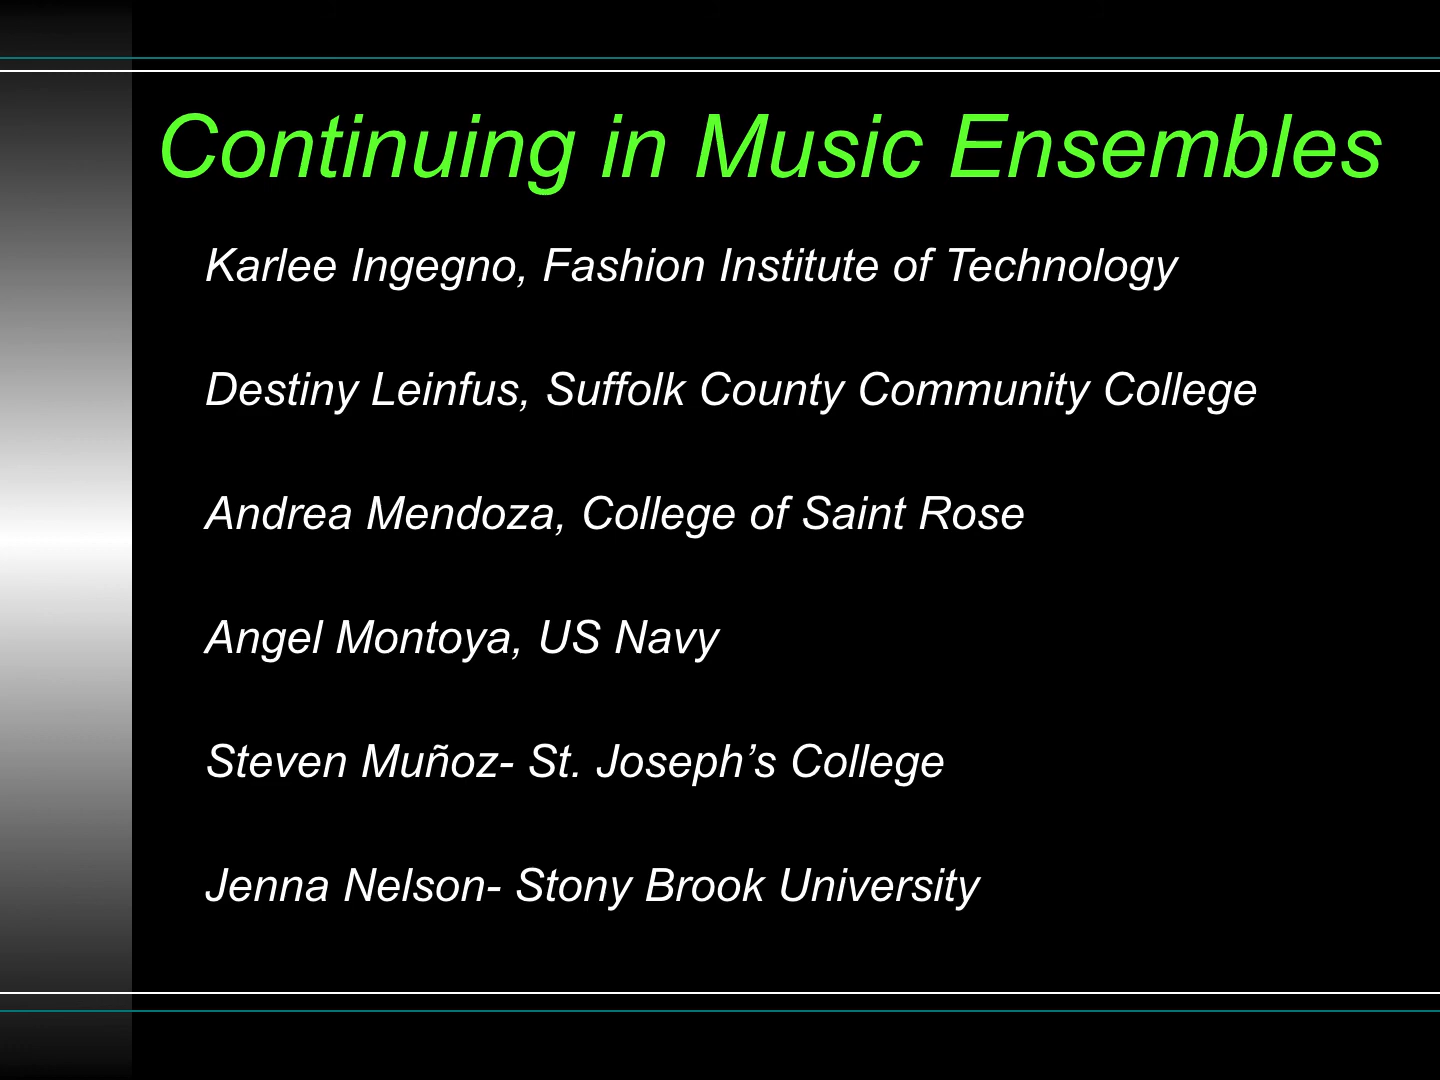 Continuing in Music Ensembles
Karlee Ingegno, Fashion Institute of Technology
Destiny Leinfus, Suffolk County Community College
Andrea Mendoza, College of Saint Rose
Angel Montoya, US Navy
Steven Muñoz- St. Joseph’s College
Jenna Nelson- Stony Brook University